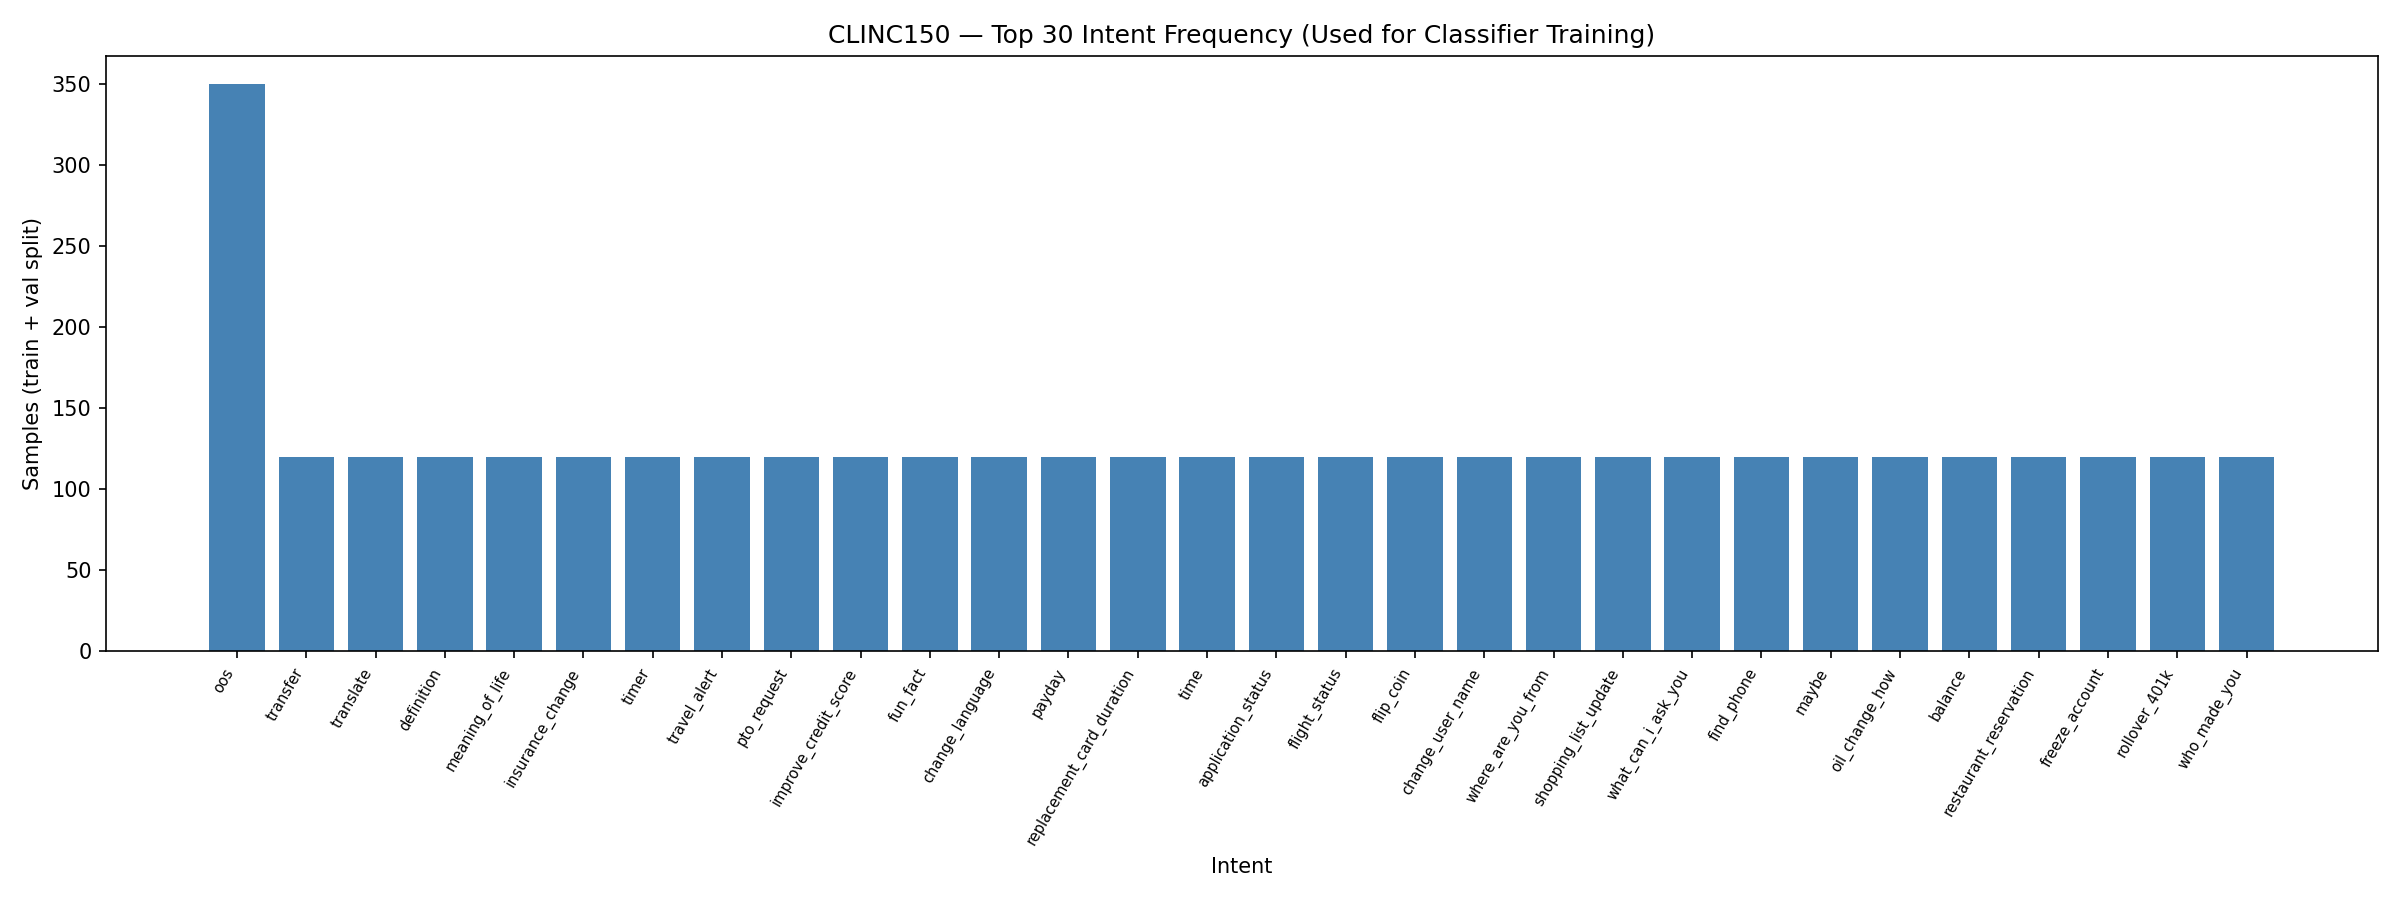 CLINC150 — Top 30 Intent Frequency (Used for Classifier Training)
Samples (train + val split)
350
300
250
200
150
100
50
0
oos
transfer
translate
definition
meaning_of_life
insurance_change
timer
travel_alert
pto_request
improve_credit_score
fun_fact
change_language
payday
replacement_card_duration
time
application_status
flight_status
flip_coin
change_user_name
where_are_you_from
shopping_list_update
what_can_i_ask_you
find_phone
maybe
oil_change_how
balance
restaurant_reservation
freeze_account
rollover_401k
who_made_you
Intent